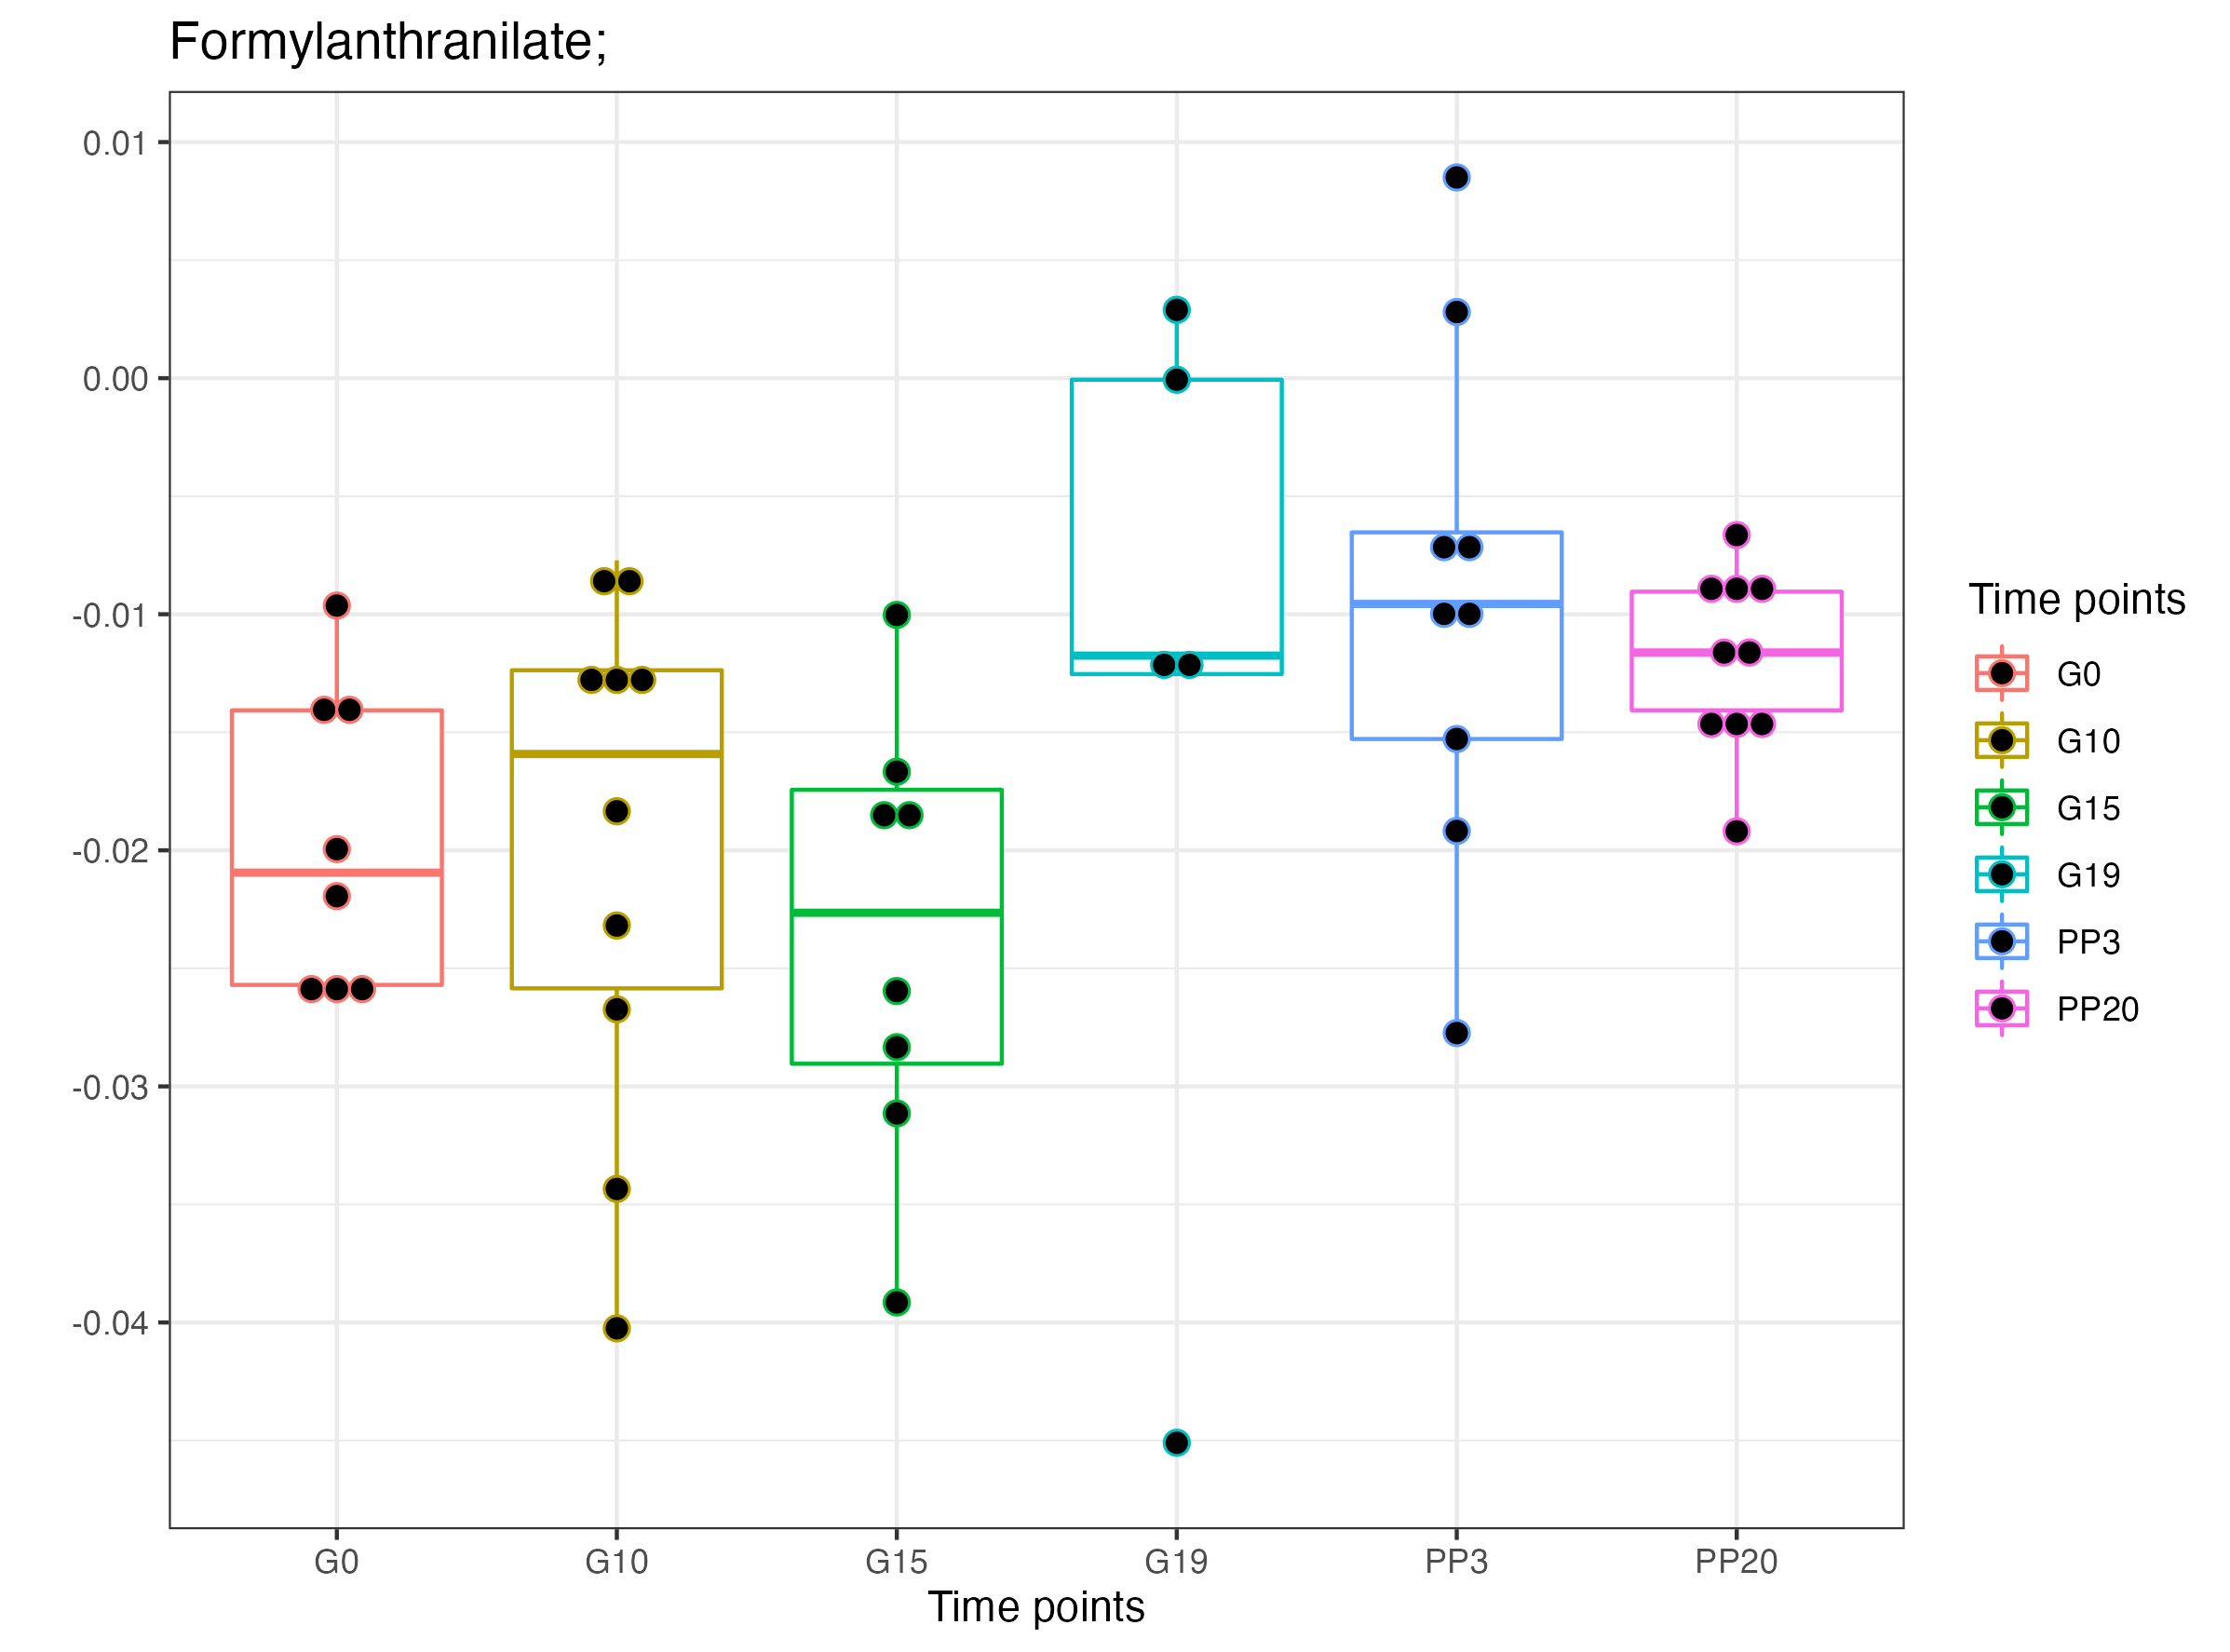 Formylanthranilate;
0.01
0.00
-0.01
-0.02
-0.03
-0.04
G0 G10 G15 G19 PP3 PP20
Time points
Time points
G0
G10
G15
G19
PP3
PP20